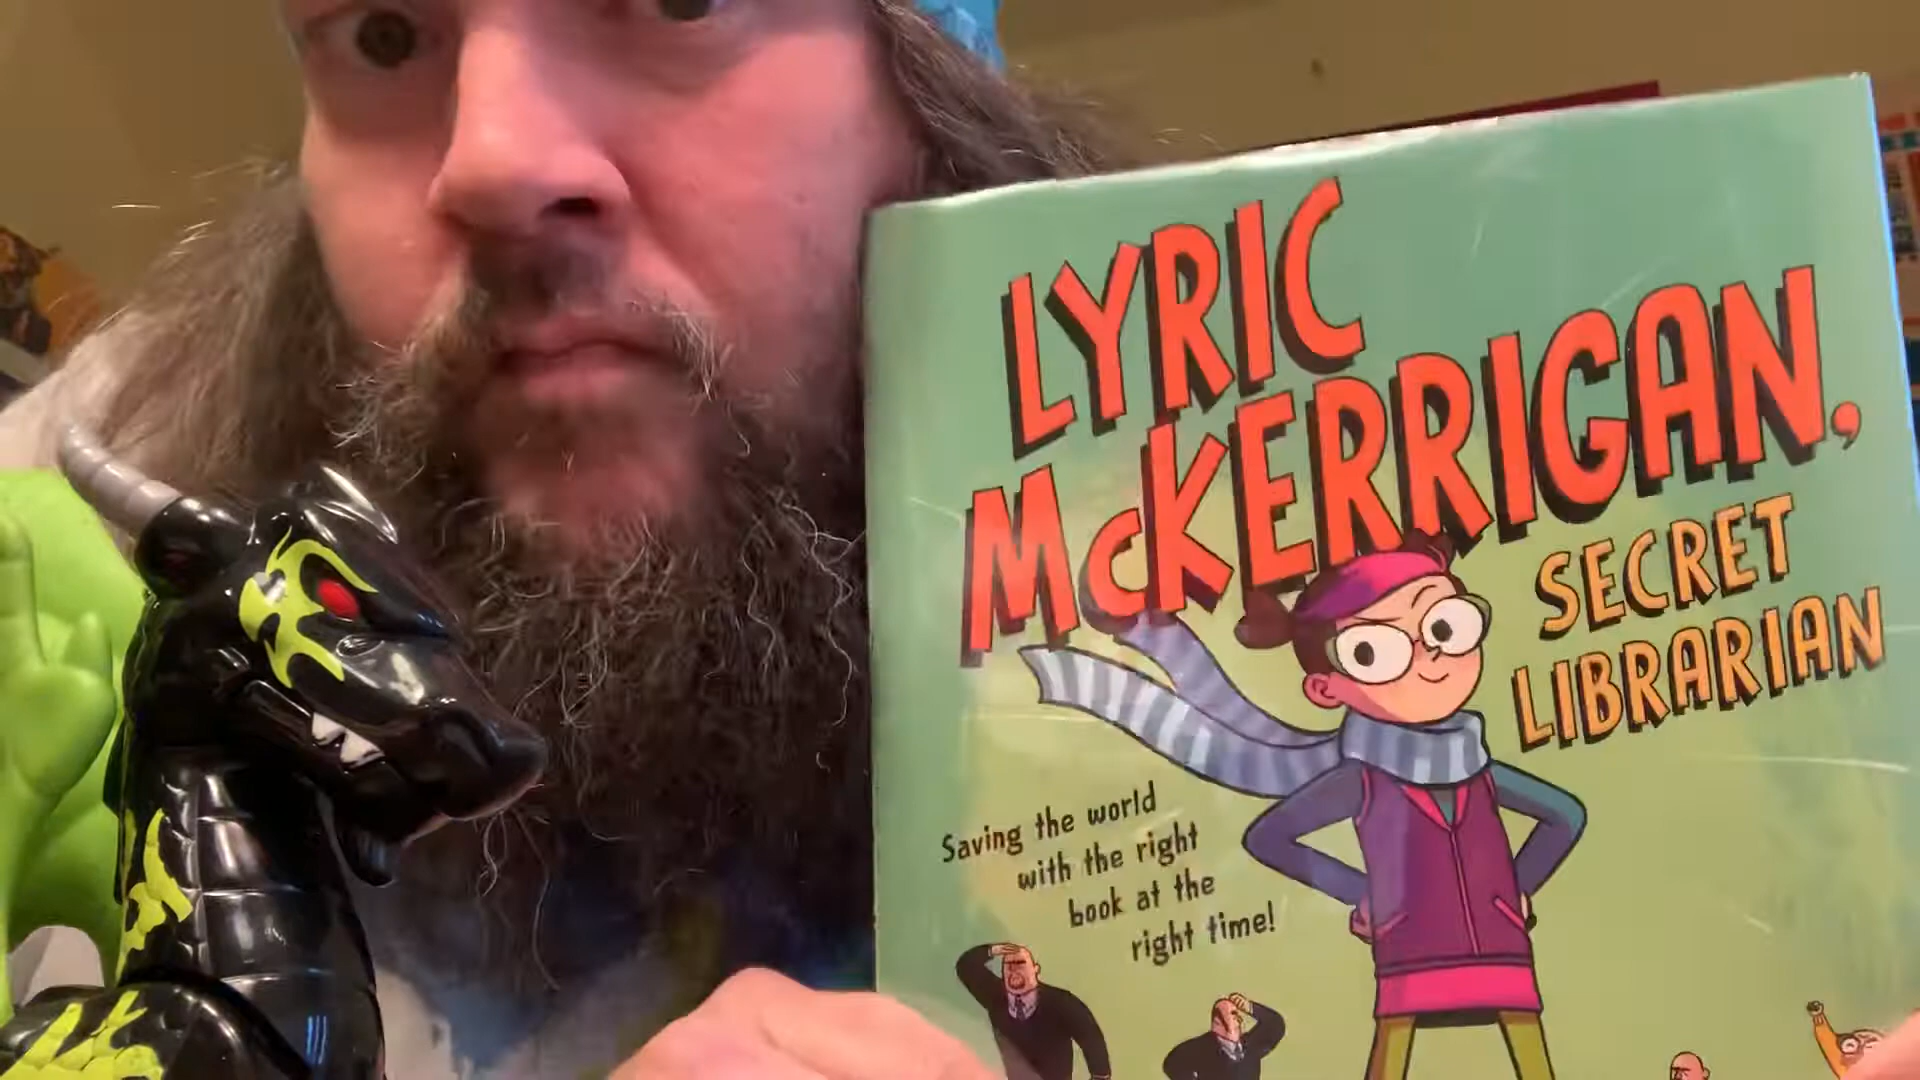 LYRIC
McKERRIGAN,
SECRET
LIBRARIAN
Saving the world
with the right
book at the
right time!